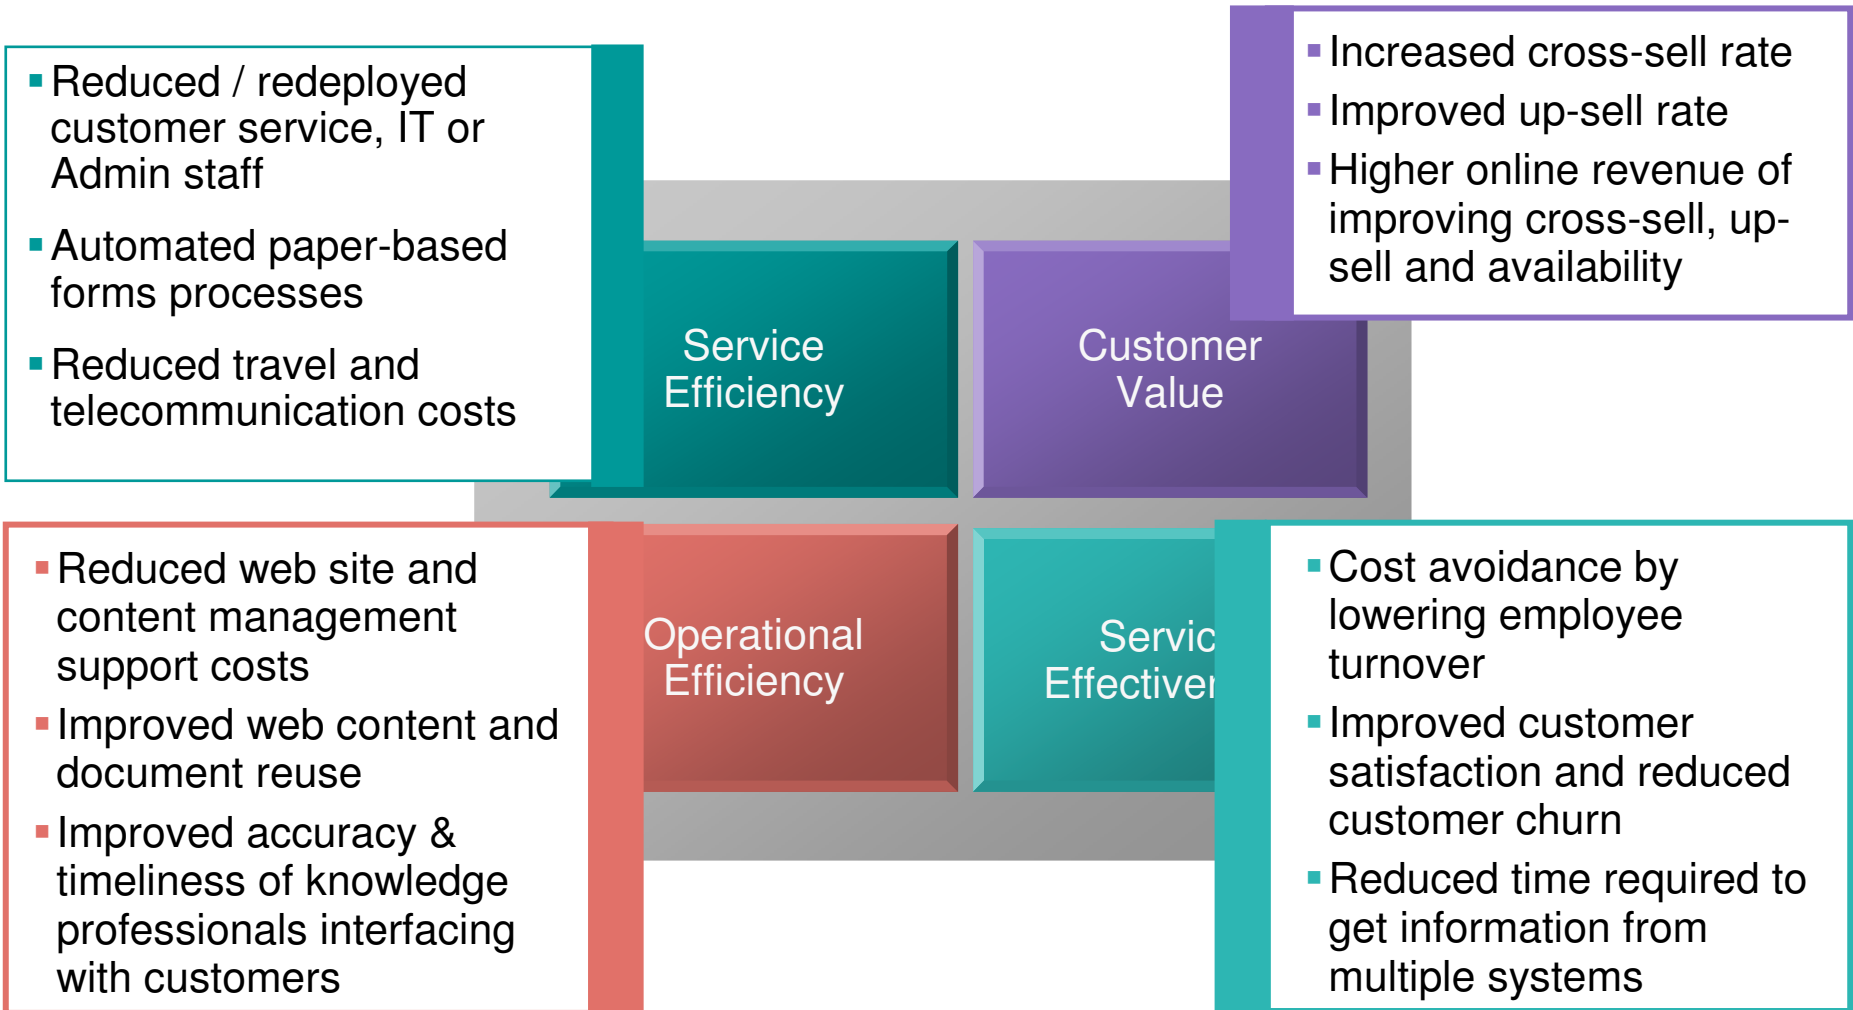 Reduced / redeployed
customer service, IT or
Admin staff
Automated paper-based
forms processes
Reduced travel and
telecommunication costs
Service
Efficiency
Increased cross-sell rate
Improved up-sell rate
Higher online revenue of
improving cross-sell, up-
sell and availability
Customer
Value
Reduced web site and
content management
support costs
Improved web content and
document reuse
Improved accuracy &
timeliness of knowledge
professionals interfacing
with customers
Operational
Efficiency
Cost avoidance by
lowering employee
turnover
Improved customer
satisfaction and reduced
customer churn
Reduced time required to
get information from
multiple systems